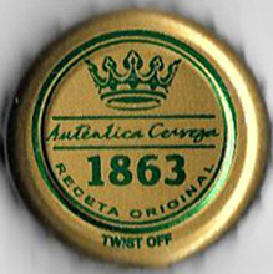 Auténtica Cerveza
1863
RECETA ORIGINAL
TWIST OFF